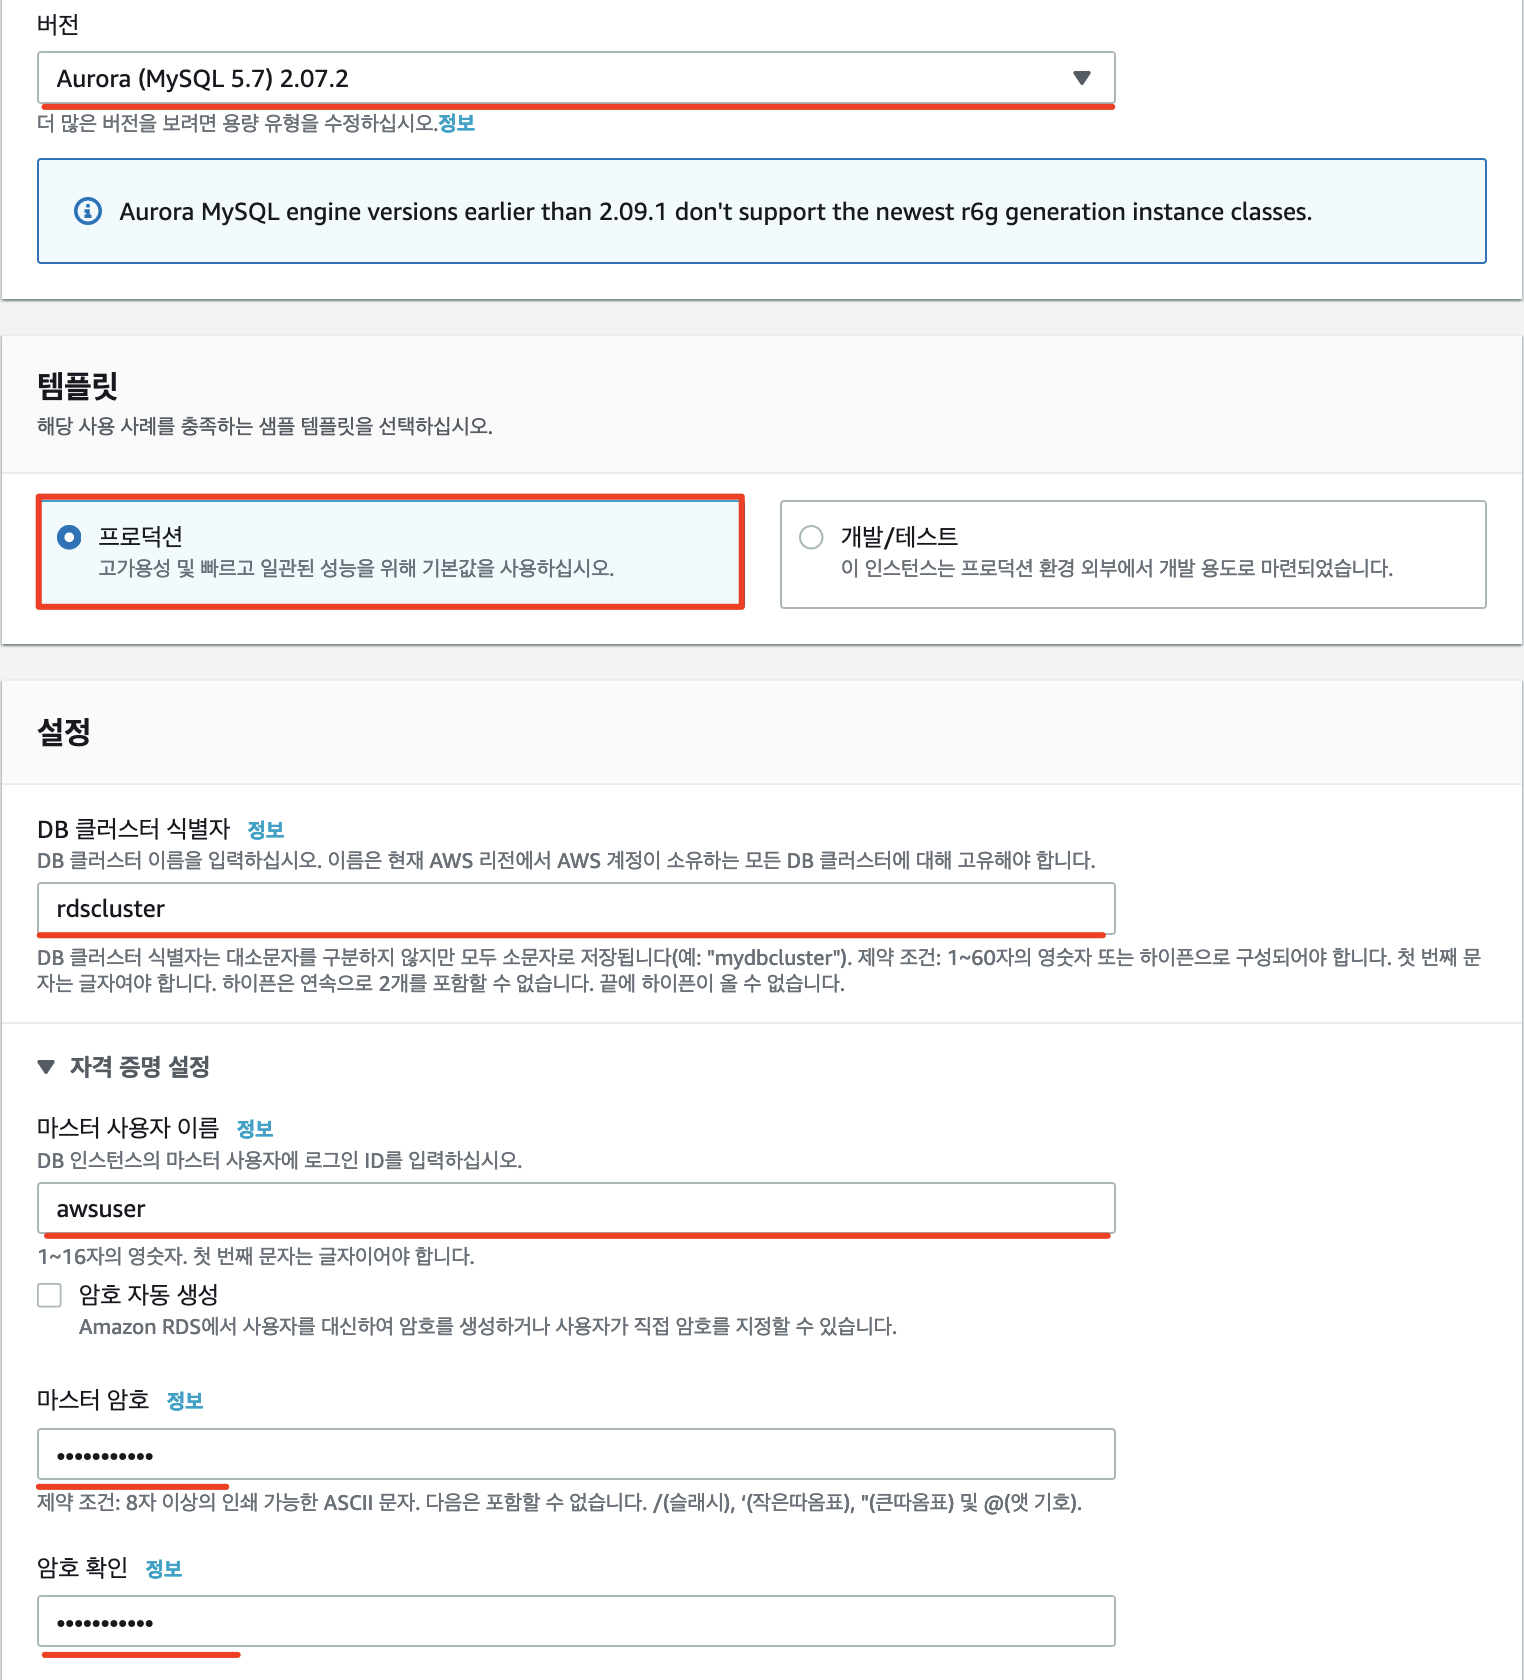 버전
Aurora (MySQL 5.7) 2.07.2
더 많은 버전을 보려면 용량 유형을 수정하십시오.정보
Aurora MySQL engine versions earlier than 2.09.1 don't support the newest r6g generation instance classes.
템플릿
해당 사용 사례를 충족하는 샘플 템플릿을 선택하십시오.
프로덕션
고가용성 및 빠르고 일관된 성능을 위해 기본값을 사용하십시오.
개발/테스트
이 인스턴스는 프로덕션 환경 외부에서 개발 용도로 마련되었습니다.
설정
DB 클러스터 식별자 정보
DB 클러스터 이름을 입력하십시오. 이름은 현재 AWS 리전에서 AWS 계정이 소유하는 모든 DB 클러스터에 대해 고유해야 합니다.
rdscluster
DB 클러스터 식별자는 대소문자를 구분하지 않지만 모두 소문자로 저장됩니다(예: "mydbcluster"). 제약 조건: 1~60자의 영숫자 또는 하이픈으로 구성되어야 합니다. 첫 번째 문
자는 글자여야 합니다. 하이픈은 연속으로 2개를 포함할 수 없습니다. 끝에 하이픈이 올 수 없습니다.
자격 증명 설정
마스터 사용자 이름 정보
DB 인스턴스의 마스터 사용자에 로그인 ID를 입력하십시오.
awsuser
1~16자의 영숫자. 첫 번째 문자는 글자이어야 합니다.
암호 자동 생성
Amazon RDS에서 사용자를 대신하여 암호를 생성하거나 사용자가 직접 암호를 지정할 수 있습니다.
마스터 암호 정보
•••••••••••
제약 조건: 8자 이상의 인쇄 가능한 ASCII 문자. 다음은 포함할 수 없습니다. /(슬래시), ‘(작은따옴표), "(큰따옴표) 및 @(앳 기호).
암호 확인 정보
•••••••••••